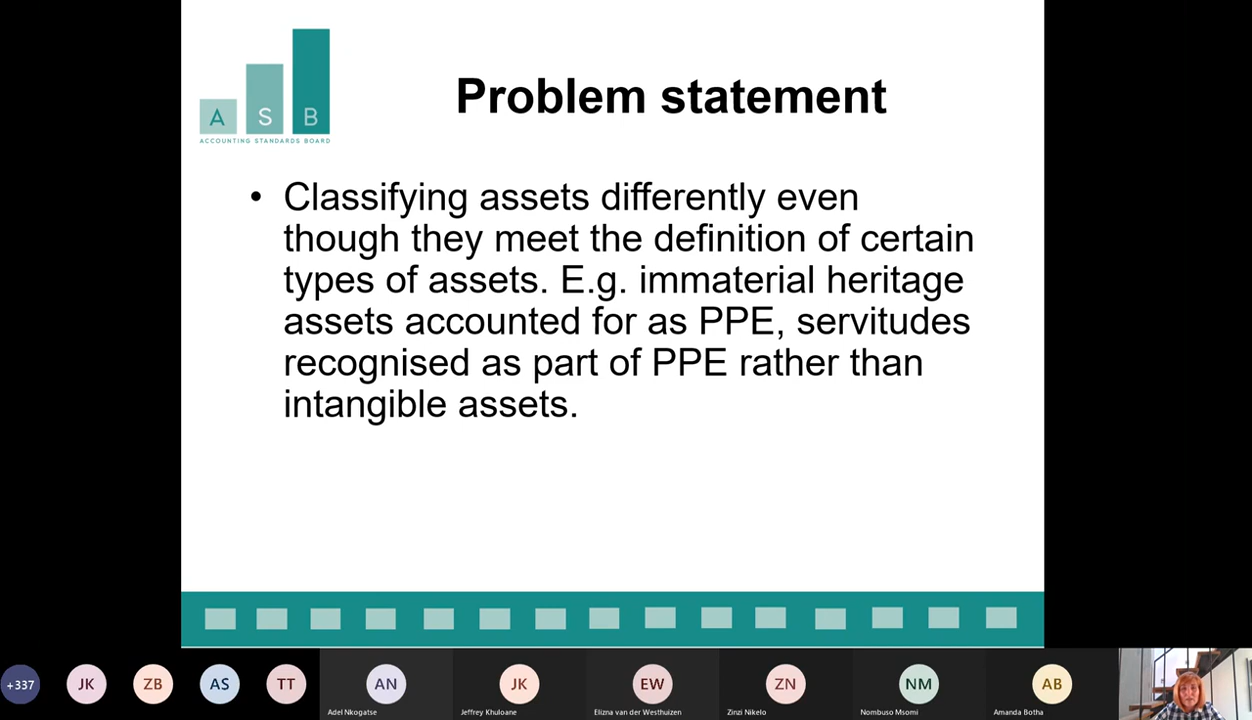 A S B
ACCOUNTING STANDARDS BOARD
Problem statement
• Classifying assets differently even
though they meet the definition of certain
types of assets. E.g. immaterial heritage
assets accounted for as PPE, servitudes
recognised as part of PPE rather than
intangible assets.
+337 JK ZB AS TT AN JK EW ZN NM AB
Adel Nkogatse Jeffrey Khuloane Elizna van der Westhuizen Zinzi Nikelo Nombuso Msomi Amanda Botha